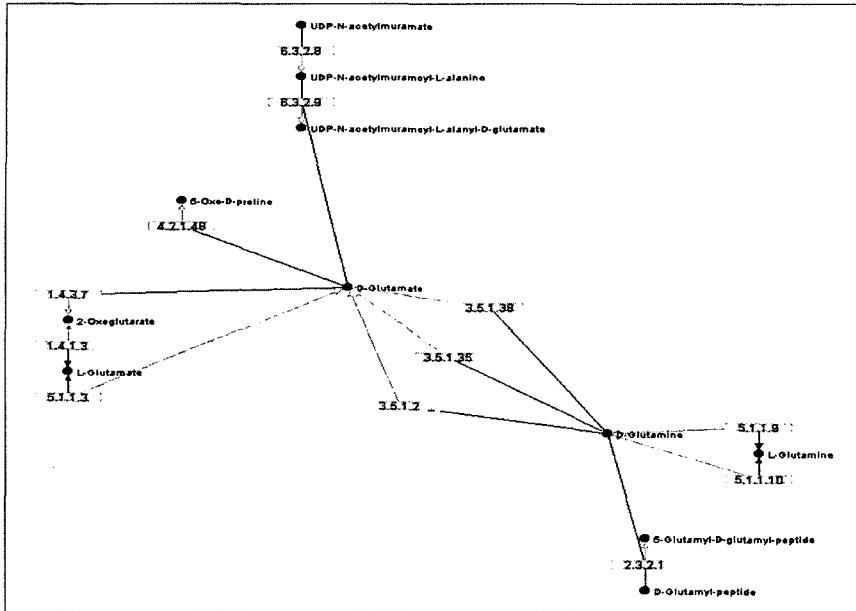 UDP-N-acetylmuramate
6.3.2.8
UDP-N-acetylmuramoyl-L-alanine
6.3.2.9
UDP-N-acetylmuramoyl-L-alanyl-D-glutamate
5-Oxo-D-proline
4.2.1.48
D-Glutamate
1.4.3.7
3.5.1.38
2-Oxoglutarate
1.4.1.3
3.5.1.35
L-Glutamate
5.1.1.3
3.5.1.2
D-Glutamine
5.1.1.9
L-Glutamine
5.1.1.10
5-Glutamyl-D-glutamyl-peptide
2.3.2.1
D-Glutamyl-peptide